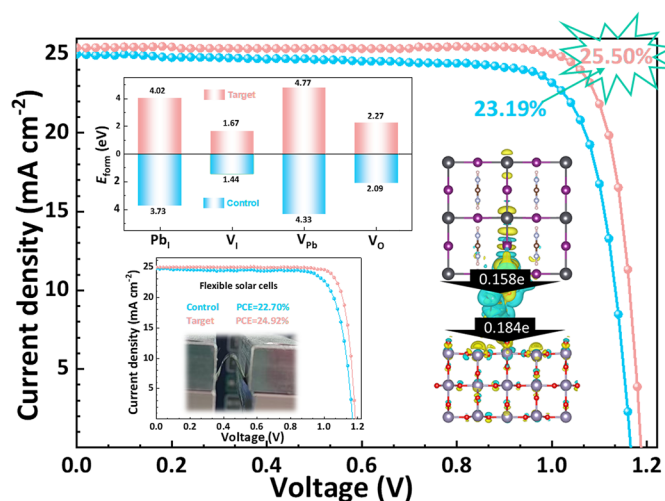 25.50%
23.19%
Current density (mA cm⁻²)
25
20
15
10
5
0.0 0.2 0.4 0.6 0.8 1.0 1.2
Voltage (V)
E_form (eV)
4
2
0
2
4
4.02 1.67 4.77 2.27
Target
3.73 1.44 4.33 2.09
Control
Pb_I V_I V_Pb V_O
Current density (mA cm⁻²)
30
25
20
15
10
5
0.0 0.2 0.4 0.6 0.8 1.0 1.2
Voltage (V)
Flexible solar cells
Control PCE=22.70%
Target PCE=24.92%
0.158e
0.184e